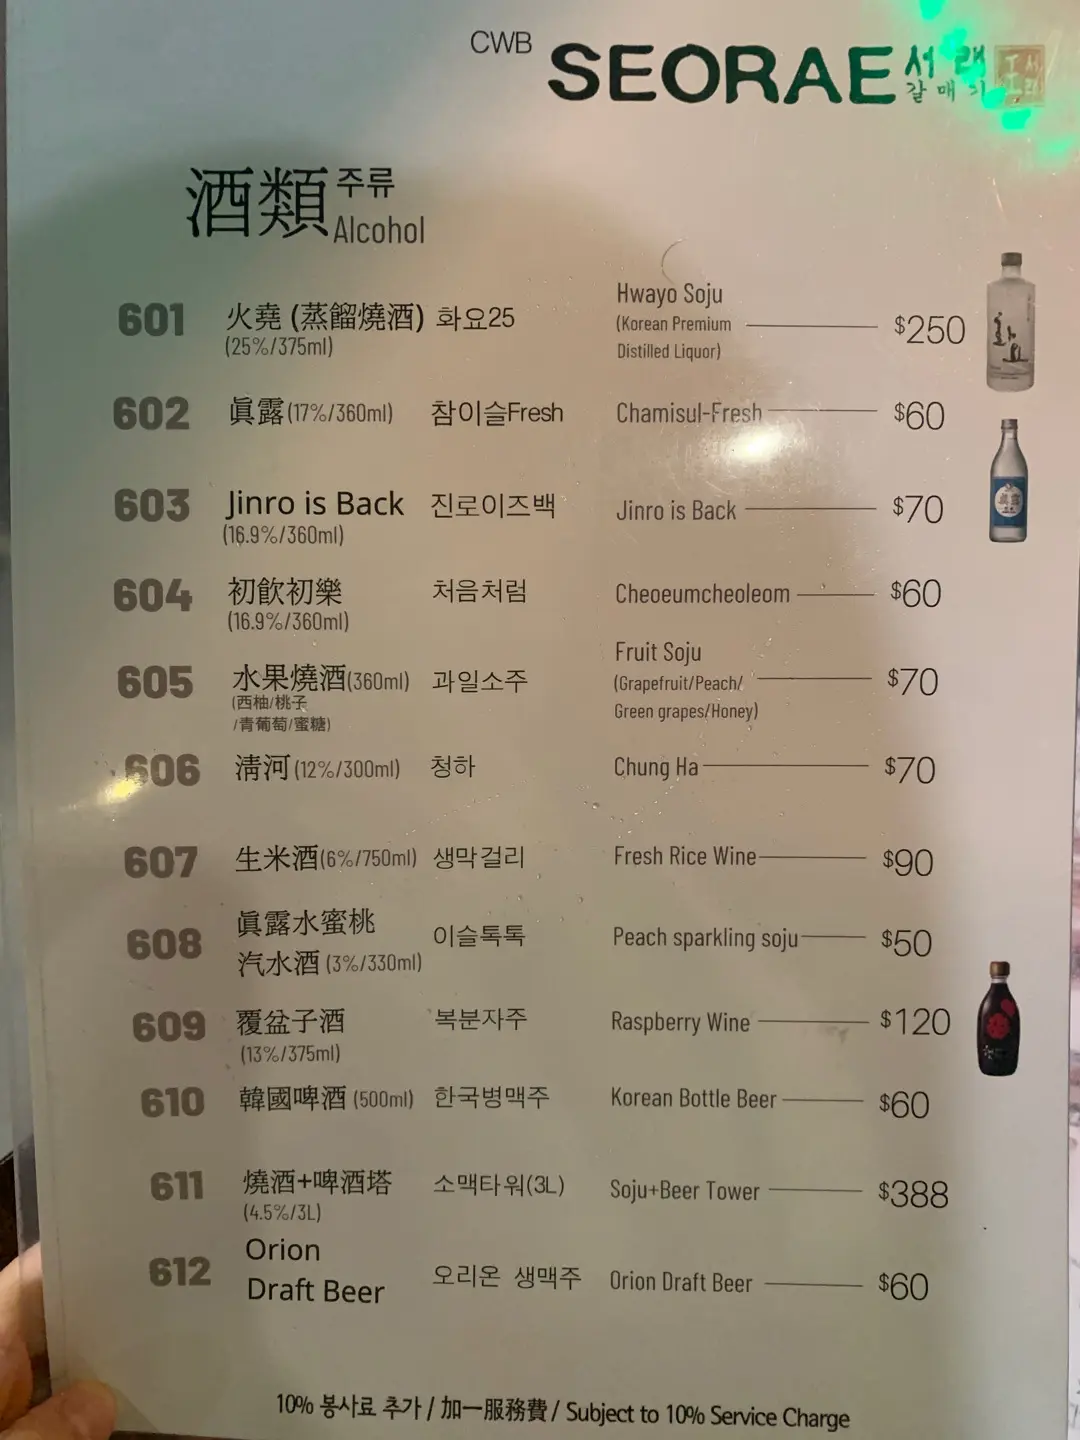 CWB SEORAE 서래
갈매기
酒類 주류
Alcohol
601 火堯 (蒸餾燒酒) 화요25
(25%/375ml)
Hwayo Soju
(Korean Premium
Distilled Liquor)
$250
602 眞露(17%/360ml) 참이슬Fresh Chamisul-Fresh $60
603 Jinro is Back 진로이즈백 Jinro is Back $70
(16.9%/360ml)
604 初飮初樂 처음처럼 Cheoeumcheoleom $60
(16.9%/360ml)
605 水果燒酒(360ml) 과일소주
(西柚/桃子
/青葡萄/蜜糖)
Fruit Soju
(Grapefruit/Peach/
Green grapes/Honey)
$70
606 淸河(12%/300ml) 청하 Chung Ha $70
607 生米酒(6%/750ml) 생막걸리 Fresh Rice Wine $90
608 眞露水蜜桃
汽水酒 (3%/330ml)
이슬톡톡 Peach sparkling soju $50
609 覆盆子酒 복분자주 Raspberry Wine $120
(13%/375ml)
610 韓國啤酒 (500ml) 한국병맥주 Korean Bottle Beer $60
611 燒酒+啤酒塔 소맥타워(3L) Soju+Beer Tower $388
(4.5%/3L)
612 Orion
Draft Beer
오리온 생맥주 Orion Draft Beer $60
10% 봉사료 추가 / 加一服務費 / Subject to 10% Service Charge